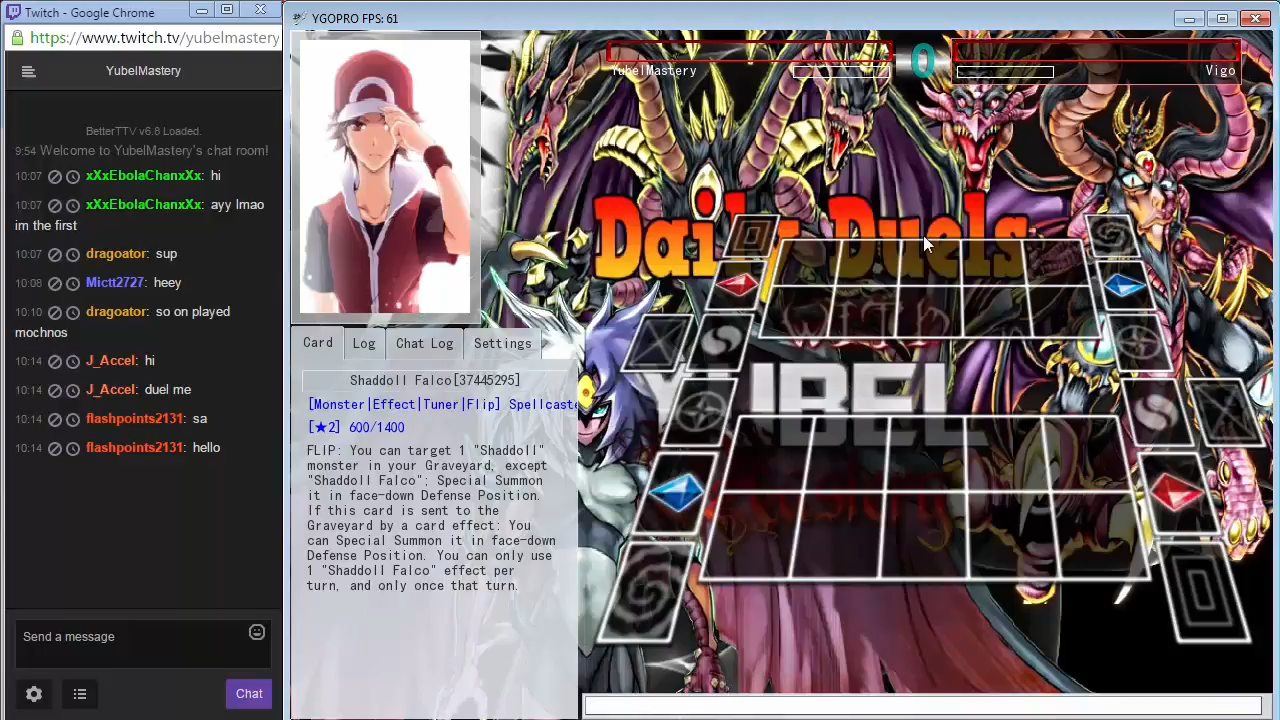 Twitch - Google Chrome
https://www.twitch.tv/yubelmastery
YubelMastery
BetterTTV v6.8 Loaded.
9:54 Welcome to YubelMastery's chat room!
10:07 xXxEbolaChanxXx: hi
10:07 xXxEbolaChanxXx: ayy lmao
im the first
10:07 dragoator: sup
10:08 Mictt2727: heey
10:10 dragoator: so on played
mochnos
10:14 J_Accel: hi
10:14 J_Accel: duel me
10:14 flashpoints2131: sa
10:14 flashpoints2131: hello
Send a message
Chat
YGOPRO FPS: 61
YubelMastery
0
Vigo
Daily Duels
WITH
YUBEL
Card
Log
Chat Log
Settings
Shaddoll Falco[37445295]
[Monster|Effect|Tuner|Flip] Spellcaste
[★2] 600/1400
FLIP: You can target 1 "Shaddoll"
monster in your Graveyard, except
"Shaddoll Falco"; Special Summon
it in face-down Defense Position.
If this card is sent to the
Graveyard by a card effect: You
can Special Summon it in face-down
Defense Position. You can only use
1 "Shaddoll Falco" effect per
turn, and only once that turn.